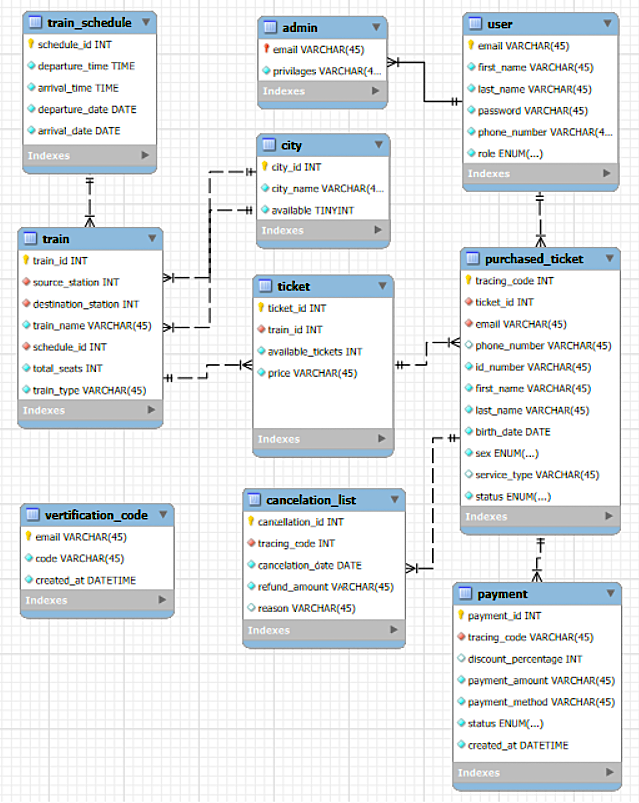 train_schedule
schedule_id INT
departure_time TIME
arrival_time TIME
departure_date DATE
arrival_date DATE
Indexes
admin
email VARCHAR(45)
privilages VARCHAR(4...
Indexes
user
email VARCHAR(45)
first_name VARCHAR(45)
last_name VARCHAR(45)
password VARCHAR(45)
phone_number VARCHAR(4...
role ENUM(...)
Indexes
city
city_id INT
city_name VARCHAR(4...
available TINYINT
Indexes
train
train_id INT
source_station INT
destination_station INT
train_name VARCHAR(45)
schedule_id INT
total_seats INT
train_type VARCHAR(45)
Indexes
ticket
ticket_id INT
train_id INT
available_tickets INT
price VARCHAR(45)
Indexes
purchased_ticket
tracing_code INT
ticket_id INT
email VARCHAR(45)
phone_number VARCHAR(45)
id_number VARCHAR(45)
first_name VARCHAR(45)
last_name VARCHAR(45)
birth_date DATE
sex ENUM(...)
service_type VARCHAR(45)
status ENUM(...)
Indexes
vertification_code
email VARCHAR(45)
code VARCHAR(45)
created_at DATETIME
Indexes
cancelation_list
cancellation_id INT
tracing_code INT
cancelation_date DATE
refund_amount VARCHAR(45)
reason VARCHAR(45)
Indexes
payment
payment_id INT
tracing_code VARCHAR(45)
discount_percentage INT
payment_amount VARCHAR(45)
payment_method VARCHAR(45)
status ENUM(...)
created_at DATETIME
Indexes